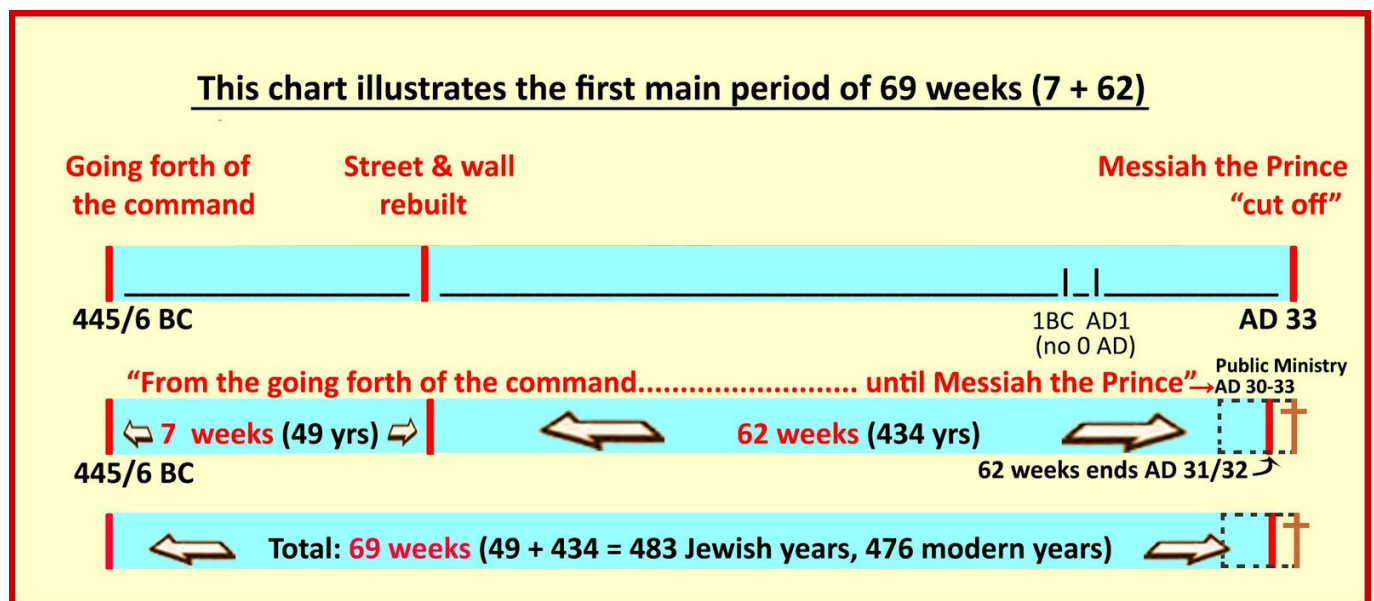 This chart illustrates the first main period of 69 weeks (7 + 62)
Going forth of
the command
Street & wall
rebuilt
Messiah the Prince
“cut off”
445/6 BC
1BC AD1
(no 0 AD)
AD 33
“From the going forth of the command......................... until Messiah the Prince”→
Public Ministry
AD 30-33
7 weeks (49 yrs)
62 weeks (434 yrs)
445/6 BC
62 weeks ends AD 31/32
Total: 69 weeks (49 + 434 = 483 Jewish years, 476 modern years)